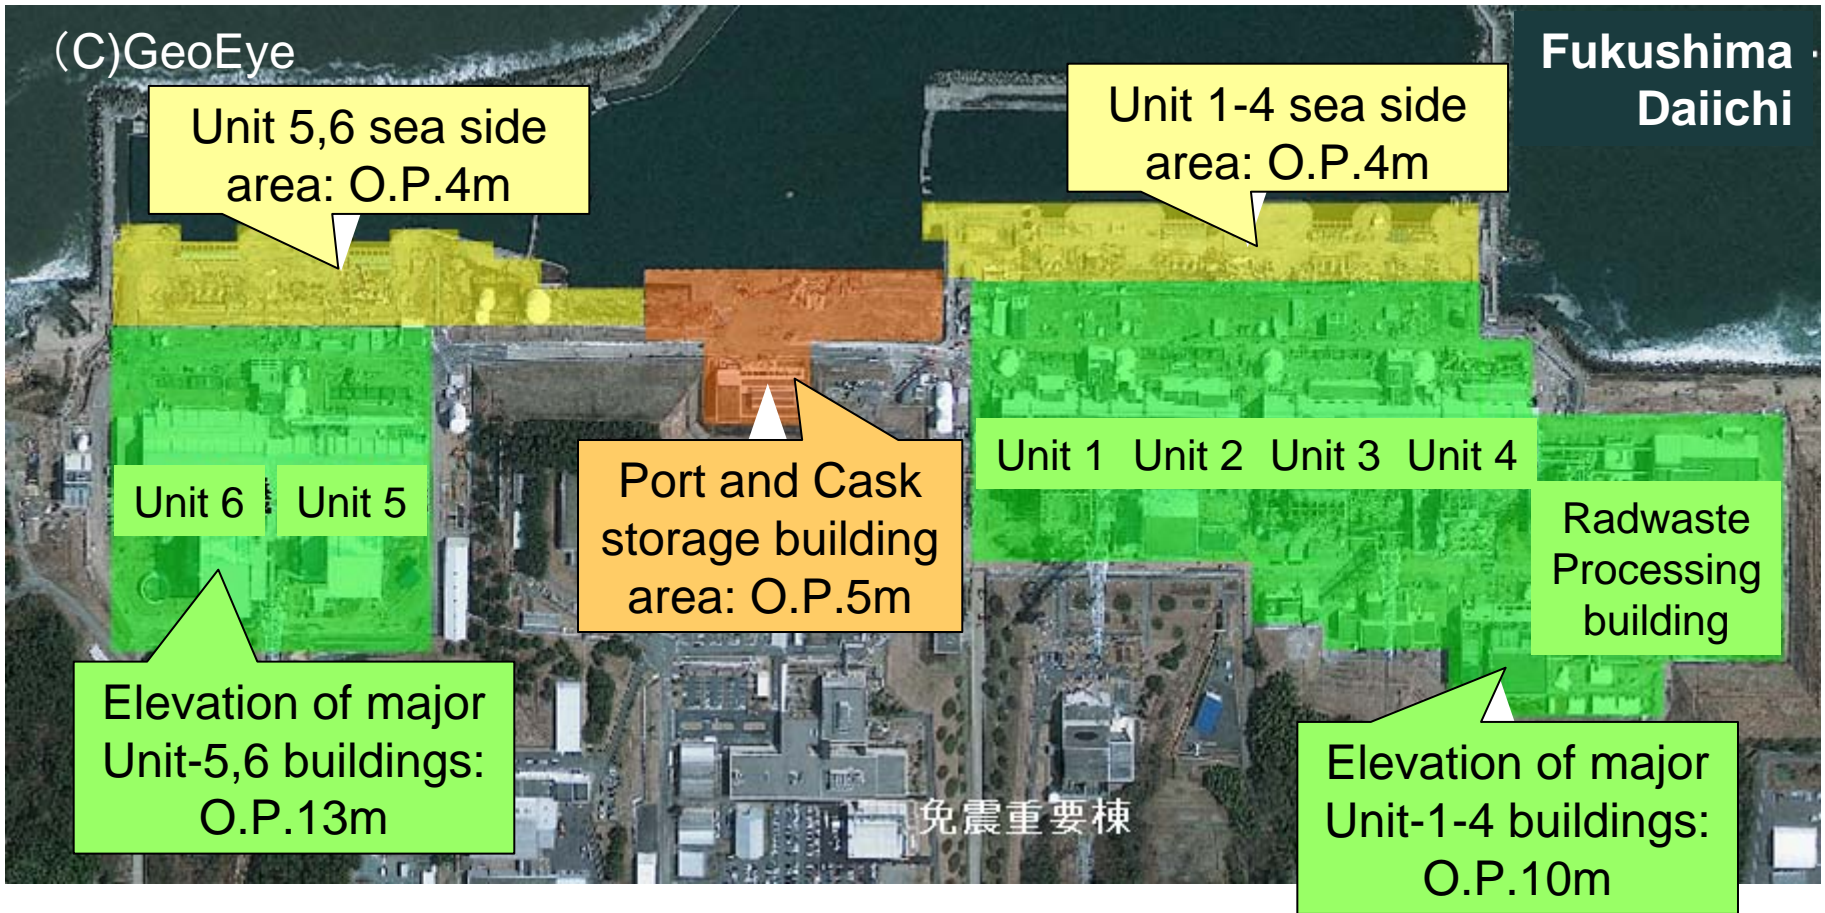 （C)GeoEye
Fukushima
Daiichi
Unit 5,6 sea side
area: O.P.4m
Unit 1-4 sea side
area: O.P.4m
Unit 6
Unit 5
Port and Cask
storage building
area: O.P.5m
Unit 1
Unit 2
Unit 3
Unit 4
Radwaste
Processing
building
Elevation of major
Unit-5,6 buildings:
O.P.13m
免震重要棟
Elevation of major
Unit-1-4 buildings:
O.P.10m